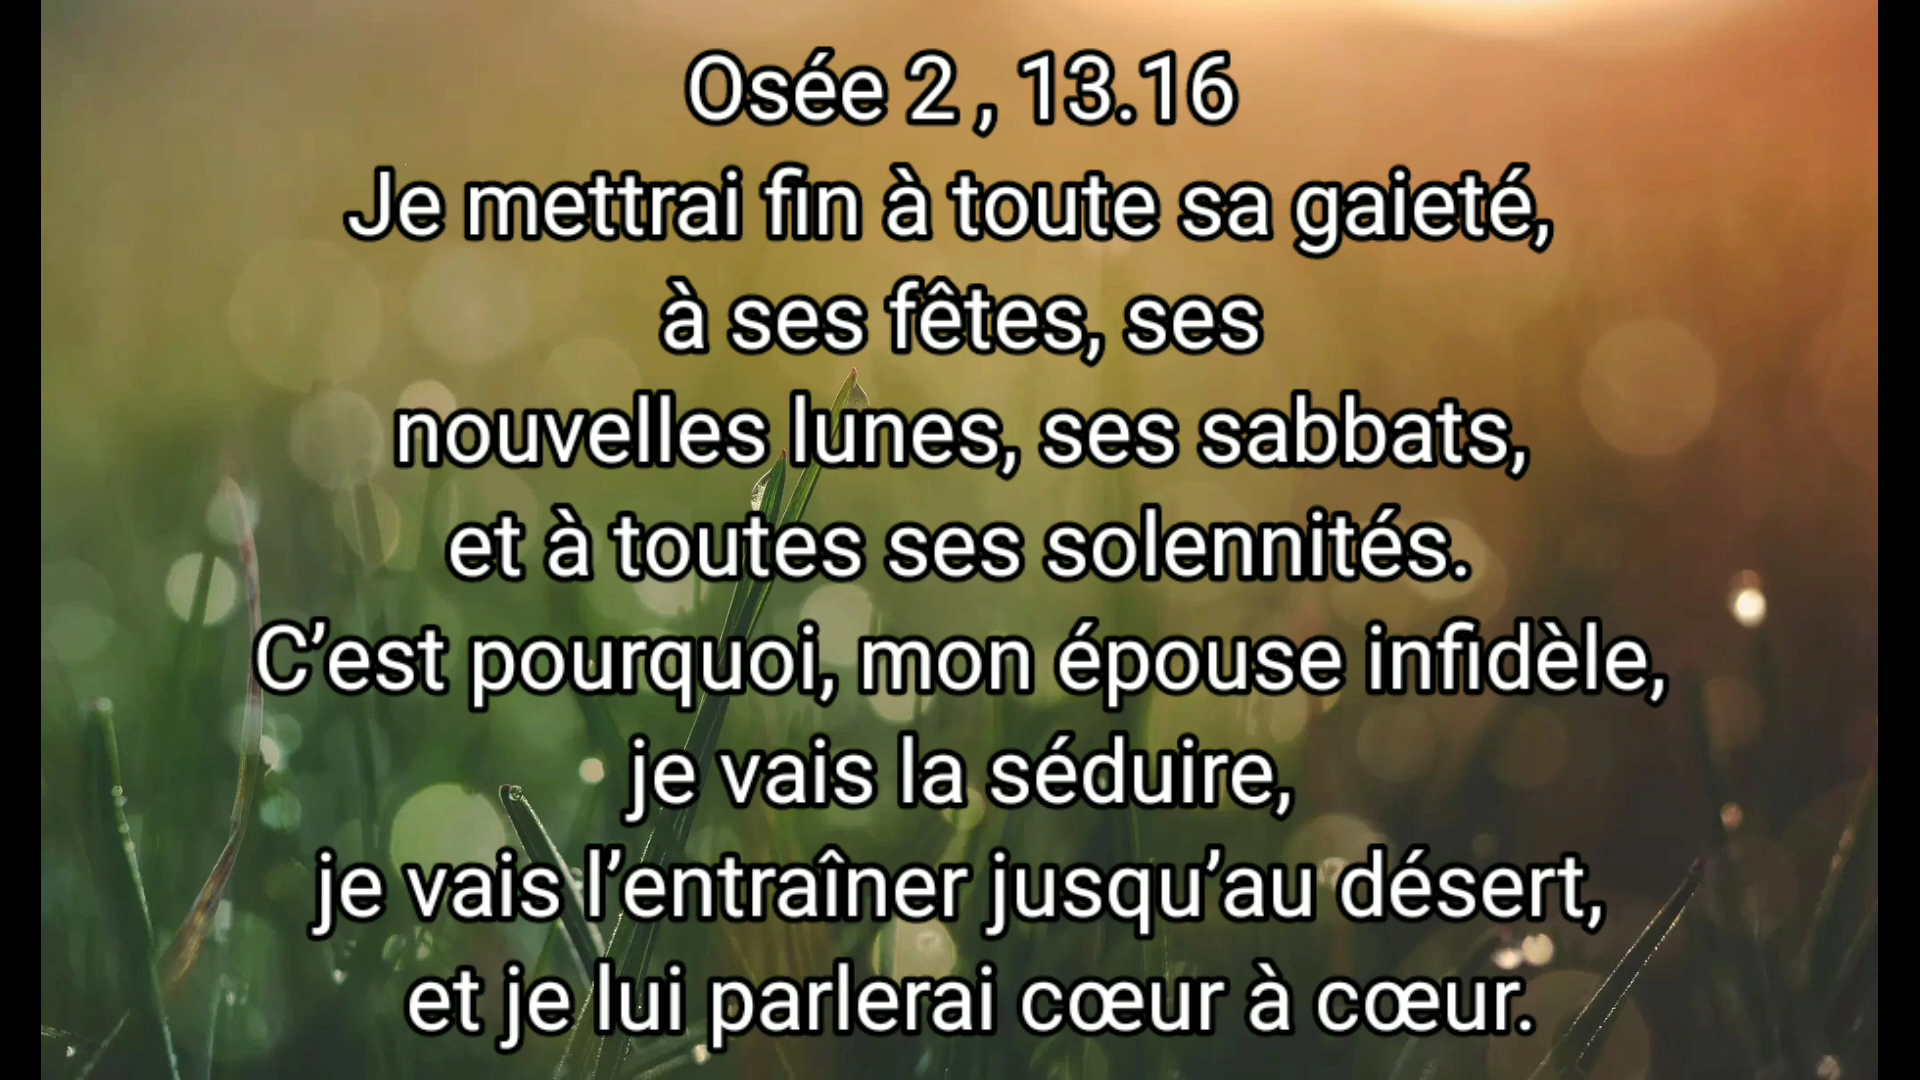 Osée 2 , 13.16
Je mettrai fin à toute sa gaieté,
à ses fêtes, ses
nouvelles lunes, ses sabbats,
et à toutes ses solennités.
C’est pourquoi, mon épouse infidèle,
je vais la séduire,
je vais l’entraîner jusqu’au désert,
et je lui parlerai cœur à cœur.